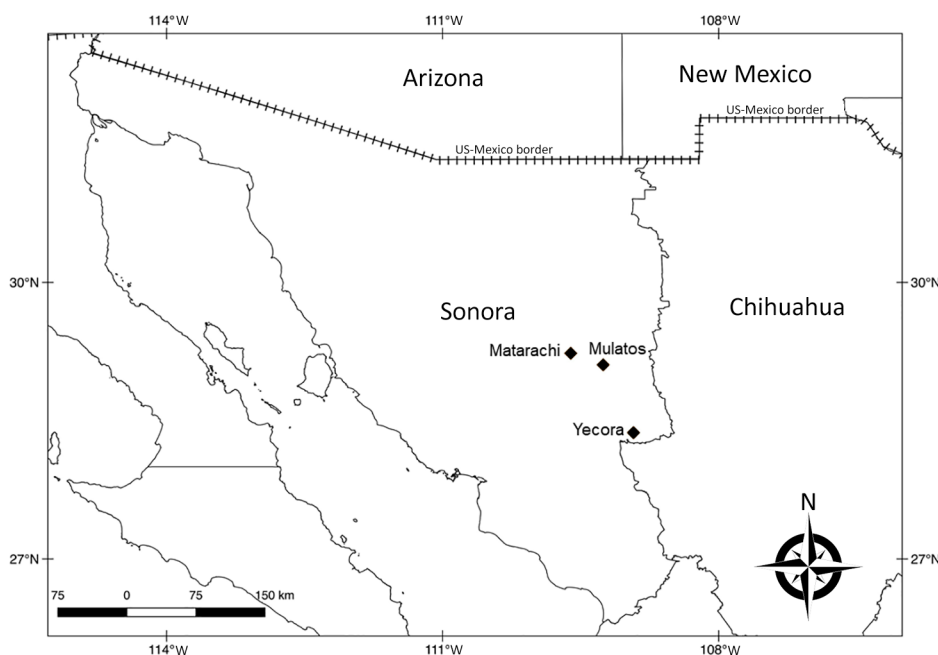 114°W
111°W
108°W
Arizona
New Mexico
US-Mexico border
US-Mexico border
30°N
30°N
Sonora
Chihuahua
Matarachi
Mulatos
Yecora
N
27°N
27°N
75 0 75 150 km
114°W
111°W
108°W